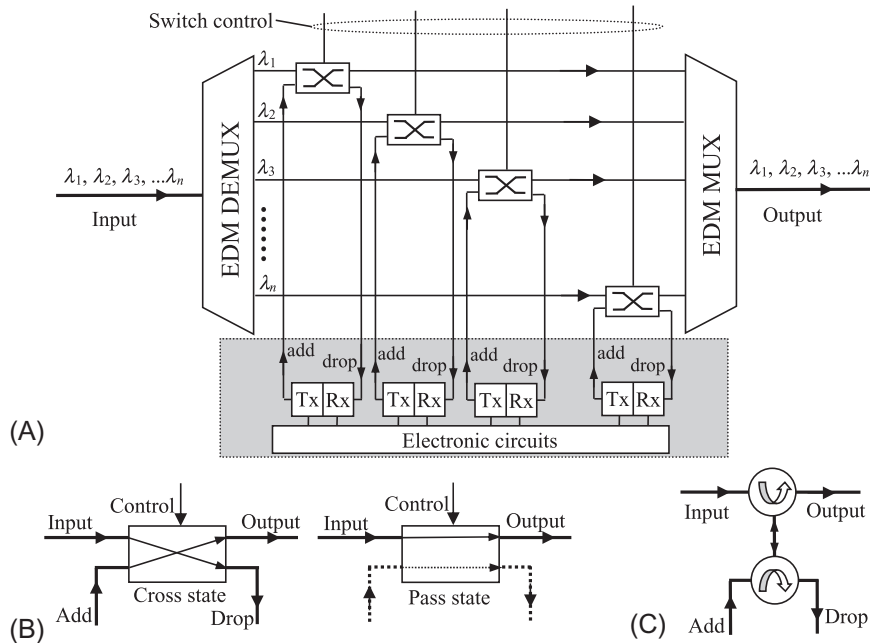 Switch control
λ1
λ2
λ3
λn
EDM DEMUX
EDM MUX
λ1, λ2, λ3, ...λn
Input
λ1, λ2, λ3, ...λn
Output
add
drop
add
drop
add
drop
add
drop
Tx Rx
Tx Rx
Tx Rx
Tx Rx
Electronic circuits
(A)
Control
Input
Output
Add
Cross state
Drop
Control
Input
Output
Pass state
(B)
Input
Output
Add
Drop
(C)